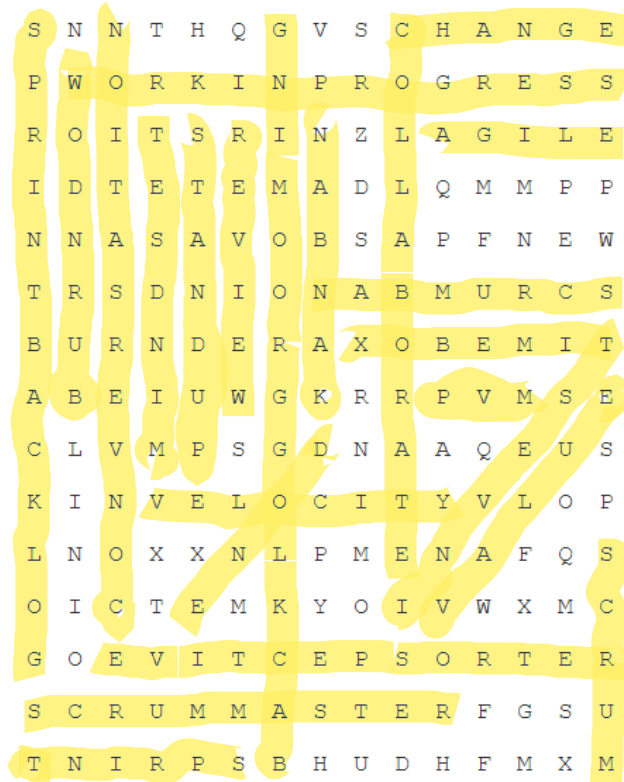 S N N T H Q G V S C H A N G E
P W O R K I N P R O G R E S S
R O I T S R I N Z L A G I L E
I D T E T E M A D L Q M M P P
N N A S A V O B S A P F N E W
T R S D N I O N A B M U R C S
B U R N D E R A X O B E M I T
A B E I U W G K R R P V M S E
C L V M P S G D N A A Q E U S
K I N V E L O C I T Y V L O P
L N O X X N L P M E N A F Q S
O I C T E M K Y O I V W X M C
G O E V I T C E P S O R T E R
S C R U M M A S T E R F G S U
T N I R P S B H U D H F M X M